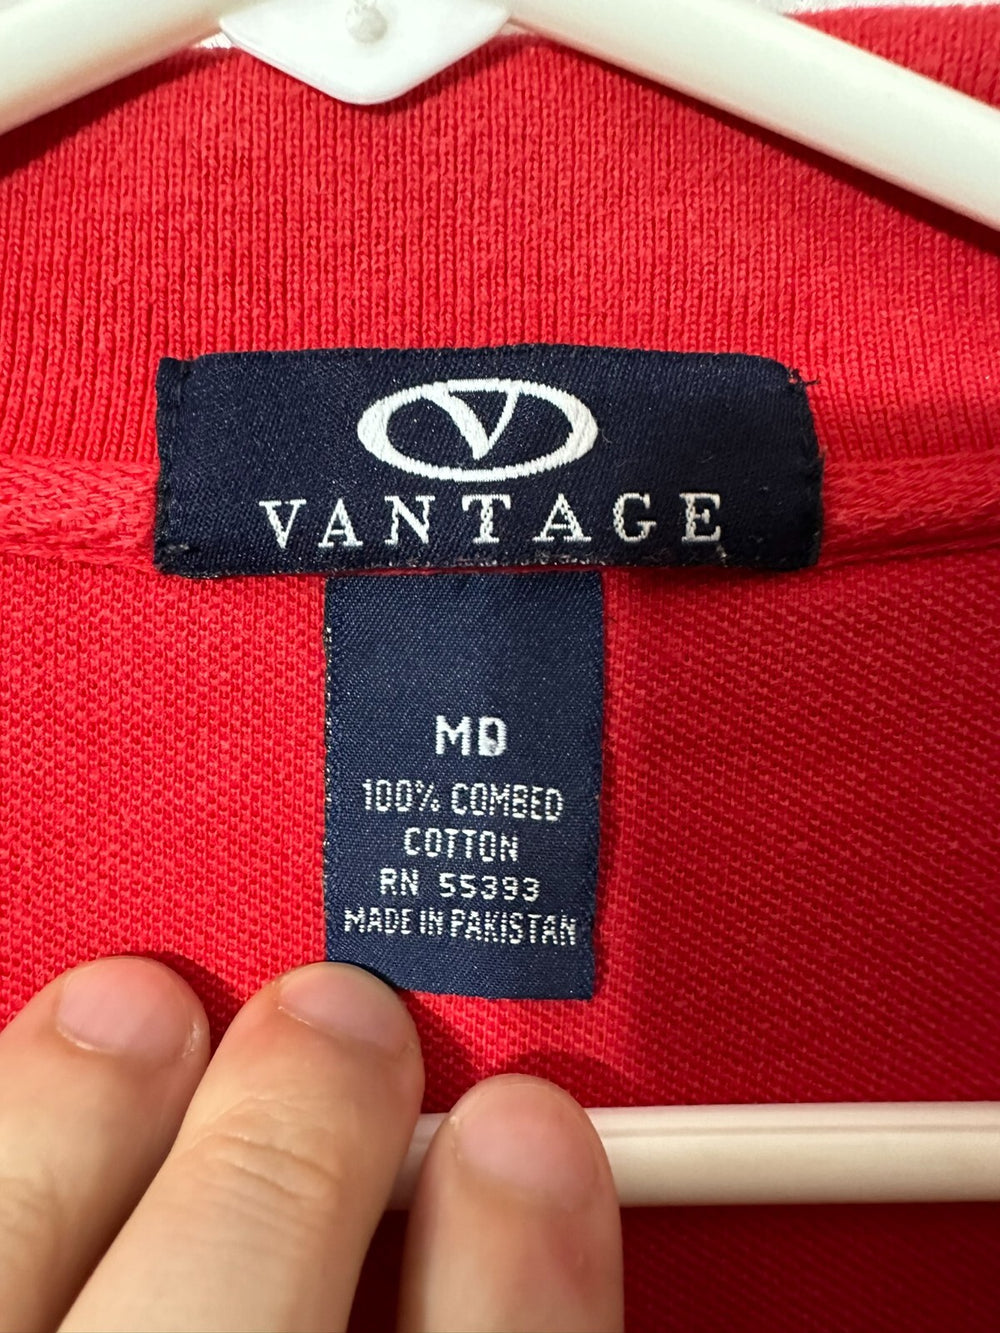 V
VANTAGE
MD
100% COMBED
COTTON
RN 55393
MADE IN PAKISTAN